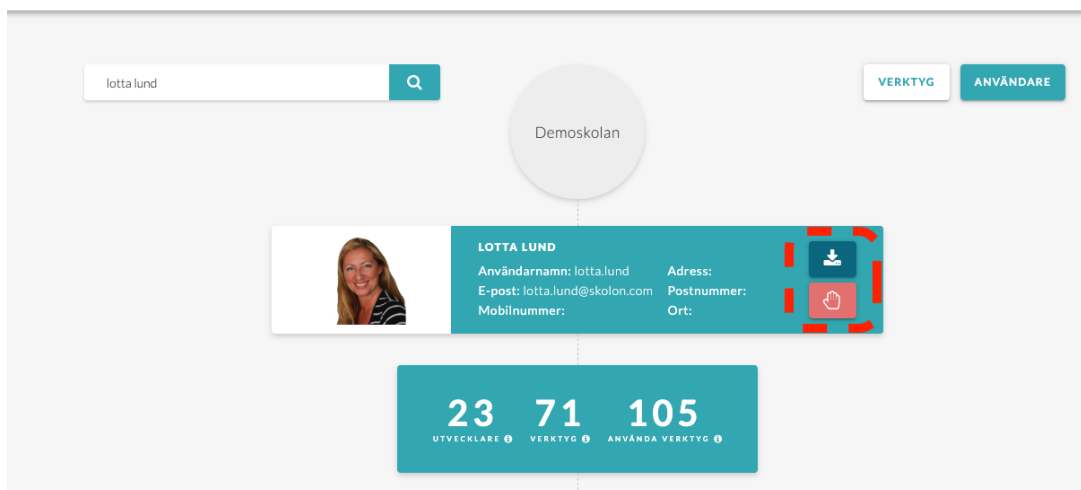 lotta lund
VERKTYG
ANVÄNDARE
Demoskolan
LOTTA LUND
Användarnamn: lotta.lund
Adress:
E-post: lotta.lund@skolon.com
Postnummer:
Mobilnummer:
Ort:
23 71 105
UTVECKLARE VERKTYG ANVÄNDA VERKTYG